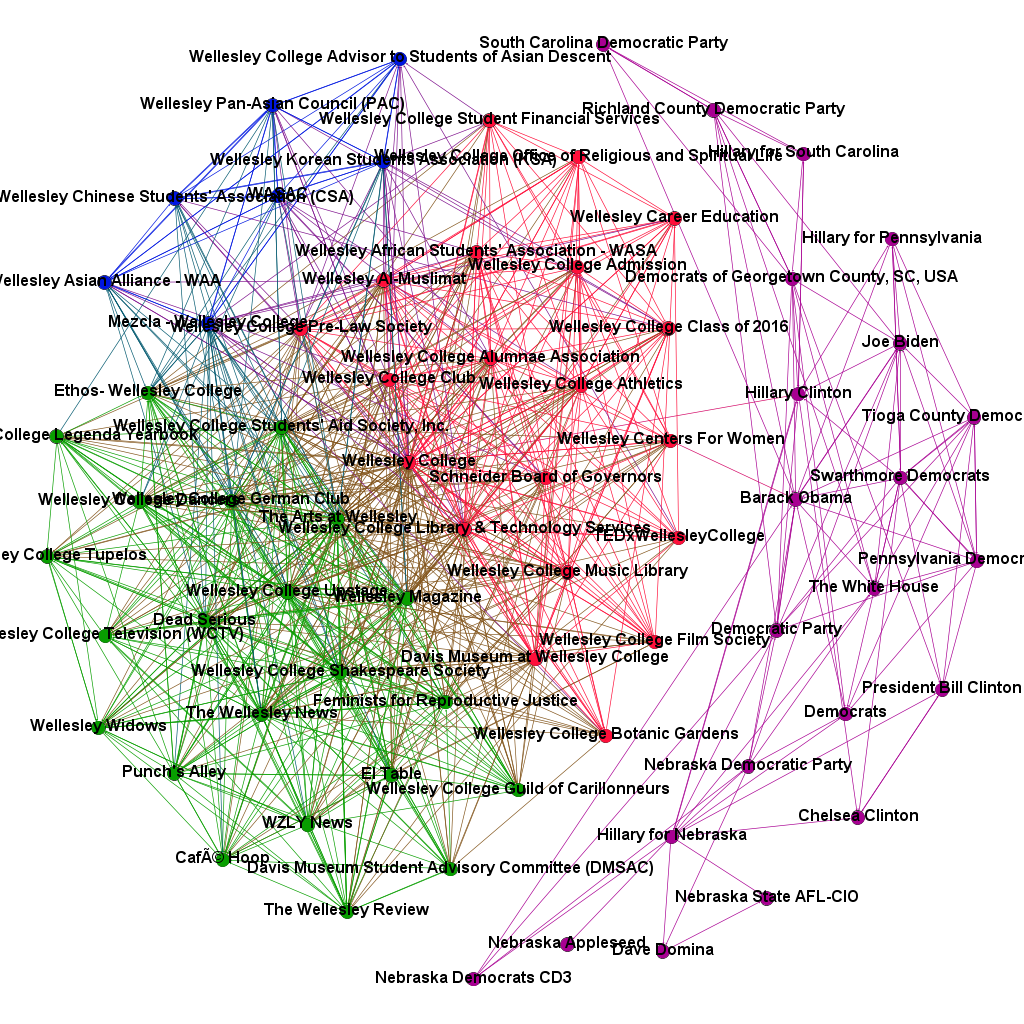 South Carolina Democratic Party
Wellesley College Advisor to Students of Asian Descent
Wellesley Pan-Asian Council (PAC)
Richland County Democratic Party
Wellesley College Student Financial Services
Hillary for South Carolina
Wellesley Korean Students Association (KSA)
Wellesley College Office of Religious and Spiritual Life
Wellesley Chinese Students' Association (CSA)
WASAC
Wellesley Career Education
Hillary for Pennsylvania
Wellesley African Students' Association - WASA
Wellesley College Admission
Democrats of Georgetown County, SC, USA
Wellesley Asian Alliance - WAA
Wellesley Al-Muslimat
Mezcla - Wellesley College
Wellesley College Pre-Law Society
Wellesley College Class of 2016
Joe Biden
Wellesley College Alumnae Association
Wellesley College Club
Wellesley College Athletics
Ethos- Wellesley College
Hillary Clinton
Tioga County Democ
College Legenda Yearbook
Wellesley College Students' Aid Society, Inc.
Wellesley Centers For Women
Wellesley College
Schneider Board of Governors
Swarthmore Democrats
Wellesley College Dancers
Wellesley College German Club
Barack Obama
The Arts at Wellesley
Wellesley College Library & Technology Services
TEDxWellesleyCollege
ey College Tupelos
Pennsylvania Democr
Wellesley College Music Library
The White House
Wellesley College Upstage
Wellesley Magazine
Dead Serious
esley College Television (WCTV)
Democratic Party
Wellesley College Film Society
Davis Museum at Wellesley College
Wellesley College Shakespeare Society
President Bill Clinton
Feminists for Reproductive Justice
The Wellesley News
Democrats
Wellesley Widows
Wellesley College Botanic Gardens
Nebraska Democratic Party
Punch's Alley
El Table
Wellesley College Guild of Carillonneurs
Chelsea Clinton
WZLY News
Hillary for Nebraska
CafÃ© Hoop
Davis Museum Student Advisory Committee (DMSAC)
Nebraska State AFL-CIO
The Wellesley Review
Nebraska Appleseed
Dave Domina
Nebraska Democrats CD3